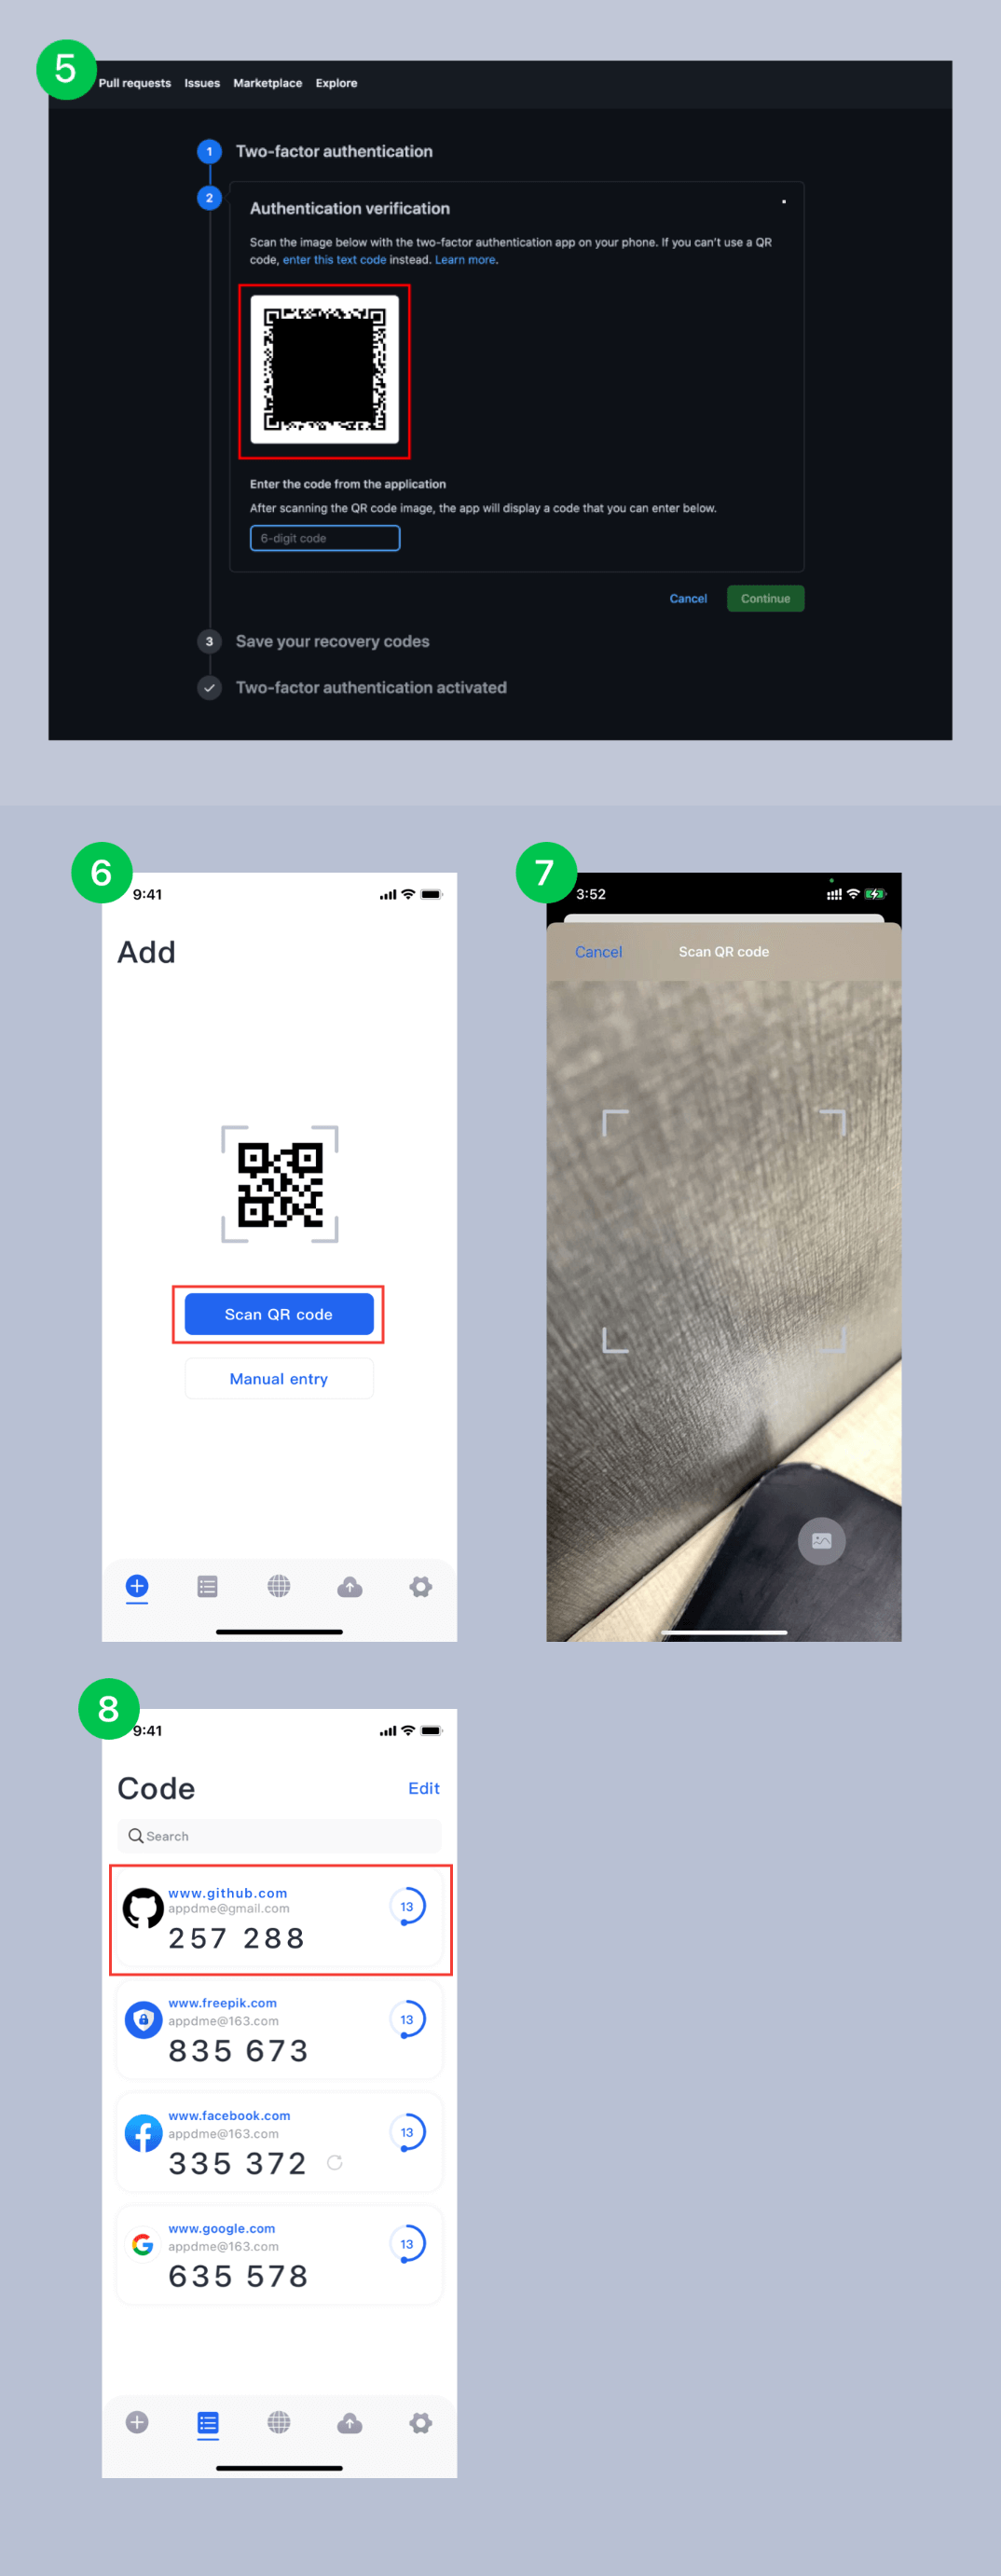 5
Pull requests Issues Marketplace Explore
1 Two-factor authentication
2
Authentication verification
Scan the image below with the two-factor authentication app on your phone. If you can't use a QR
code, enter this text code instead. Learn more.
Enter the code from the application
After scanning the QR code image, the app will display a code that you can enter below.
6-digit code
Cancel Continue
3 Save your recovery codes
Two-factor authentication activated
6
9:41
Add
Scan QR code
Manual entry
7
3:52
Cancel Scan QR code
8
9:41
Code Edit
Search
www.github.com
appdme@gmail.com
13
257 288
www.freepik.com
appdme@163.com
13
835 673
www.facebook.com
appdme@163.com
13
335 372
www.google.com
appdme@163.com
13
635 578